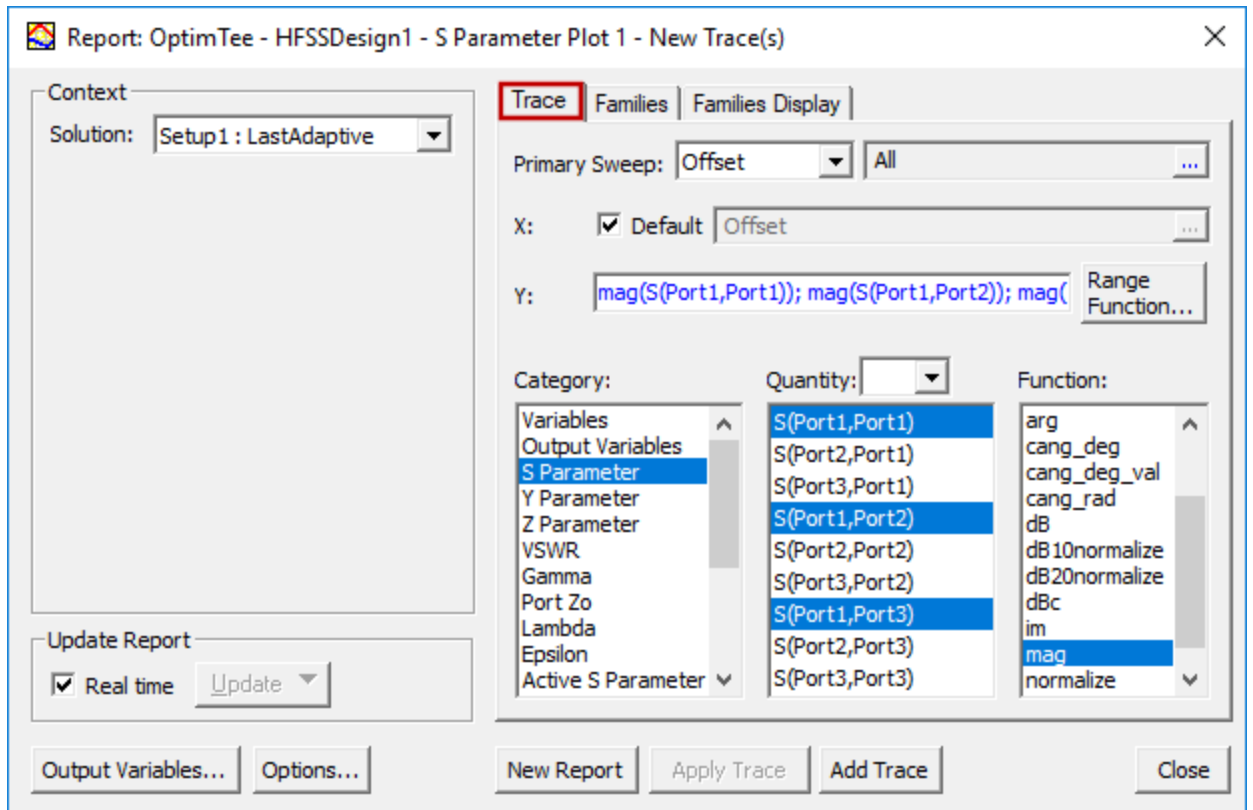 Report: OptimTee - HFSSDesign1 - S Parameter Plot 1 - New Trace(s)
Context
Solution: Setup1 : LastAdaptive
Update Report
Real time Update
Output Variables... Options...
Trace Families Families Display
Primary Sweep: Offset All ...
X: Default Offset ...
Y: mag(S(Port1,Port1)); mag(S(Port1,Port2)); mag( Range
Function...
Category:
Variables
Output Variables
S Parameter
Y Parameter
Z Parameter
VSWR
Gamma
Port Zo
Lambda
Epsilon
Active S Parameter
Quantity:
S(Port1,Port1)
S(Port2,Port1)
S(Port3,Port1)
S(Port1,Port2)
S(Port2,Port2)
S(Port3,Port2)
S(Port1,Port3)
S(Port2,Port3)
S(Port3,Port3)
Function:
arg
cang_deg
cang_deg_val
cang_rad
dB
dB10normalize
dB20normalize
dBc
im
mag
normalize
New Report Apply Trace Add Trace Close